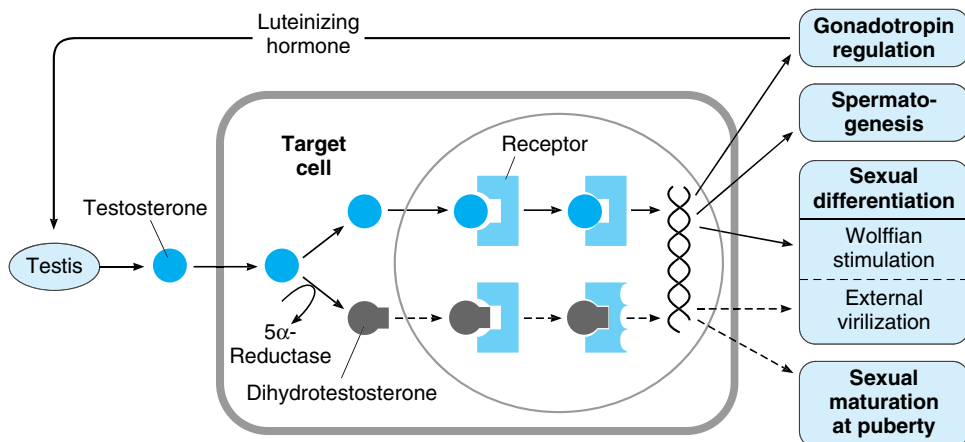 Luteinizing
hormone
Gonadotropin
regulation
Spermato-
genesis
Target
cell
Receptor
Sexual
differentiation
Testosterone
Wolffian
stimulation
Testis
External
virilization
5α-
Reductase
Dihydrotestosterone
Sexual
maturation
at puberty